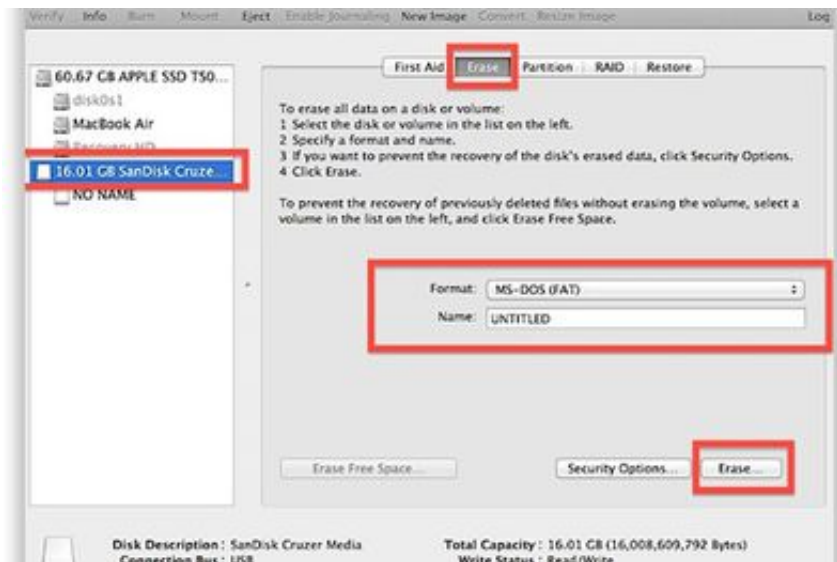 Verify Info Burn Mount Eject Enable Journaling New Image Convert Resize Image Log
First Aid Erase Partition RAID Restore
60.67 GB APPLE SSD TS0...
disk0s1
MacBook Air
Recovery HD
16.01 GB SanDisk Cruze...
NO NAME
To erase all data on a disk or volume:
1 Select the disk or volume in the list on the left.
2 Specify a format and name.
3 If you want to prevent the recovery of the disk's erased data, click Security Options.
4 Click Erase.
To prevent the recovery of previously deleted files without erasing the volume, select a
volume in the list on the left, and click Erase Free Space.
Format: MS-DOS (FAT)
Name: UNTITLED
Erase Free Space... Security Options... Erase...
Disk Description : SanDisk Cruzer Media Total Capacity : 16.01 GB (16,008,609,792 Bytes)
Connection Bus : USB Write Status : Read/Write